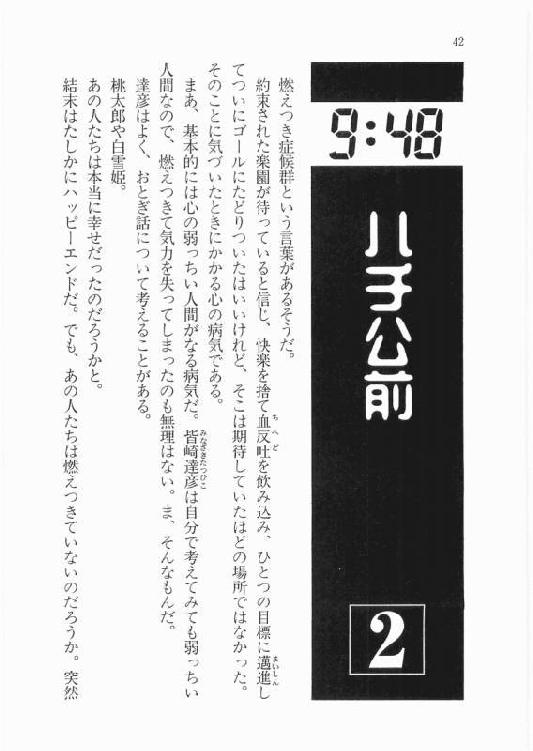 42
9:48
ハチ公前
2
燃えつき症候群という言葉があるそうだ。
約束された楽園が待っていると信じ、快楽を捨て血反吐を飲み込み、ひとつの目標に邁進し
てついにゴールにたどりついたはいいけれど、そこは期待していたほどの場所ではなかった。
そのことに気づいたときにかかる心の病気である。
まあ、基本的には心の弱っちい人間がなる病気だ。皆崎達彦は自分で考えてみても弱っちい
人間なので、燃えつきて気力を失ってしまったのも無理はない。ま、そんなもんだ。
達彦はよく、おとぎ話について考えることがある。
桃太郎や白雪姫。
あの人たちは本当に幸せだったのだろうかと。
結末はたしかにハッピーエンドだ。でも、あの人たちは燃えつきていないのだろうか。突然